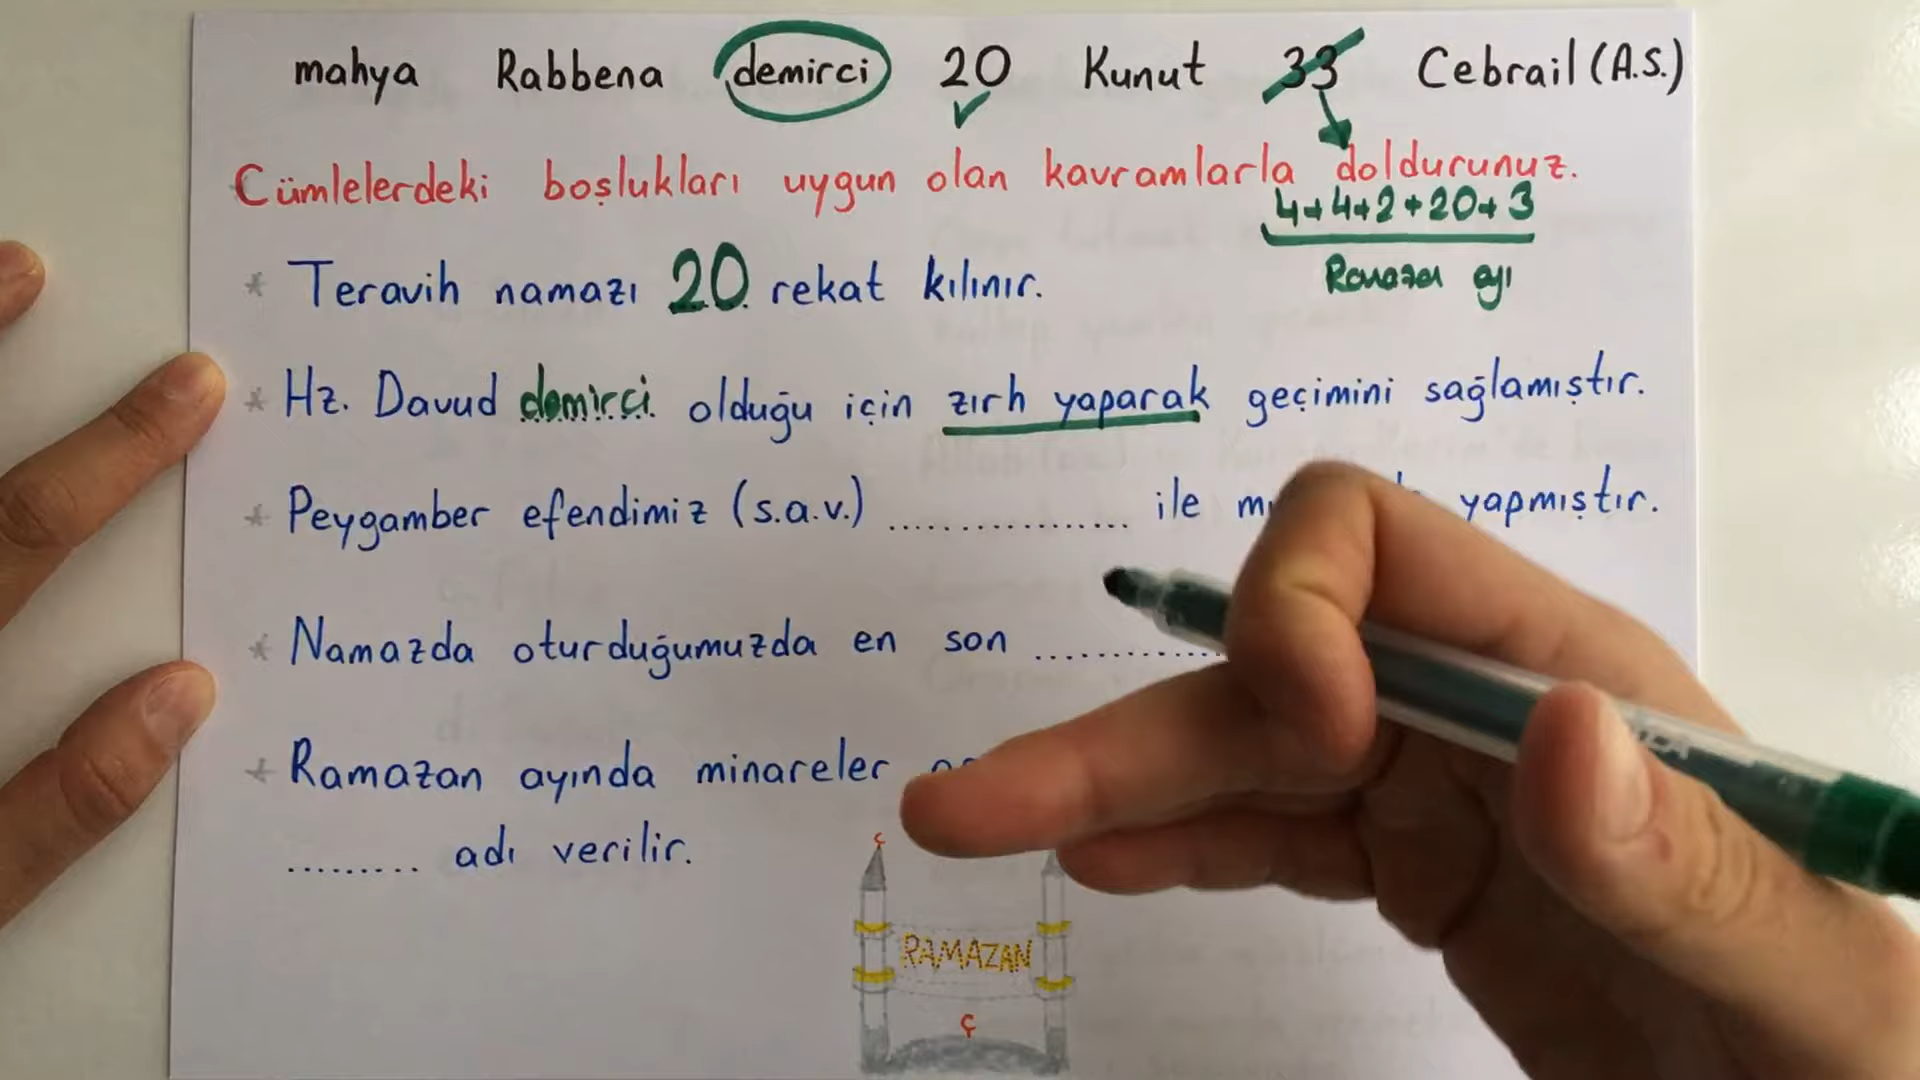 mahya Rabbena demirci 20 Kunut 33 Cebrail (A.S.)
Cümlelerdeki boşlukları uygun olan kavramlarla doldurunuz.
4+4+2+20+3
Ramazan ayı
* Teravih namazı 20 rekat kılınır.
* Hz. Davud demirci olduğu için zırh yaparak geçimini sağlamıştır.
* Peygamber efendimiz (s.a.v.) ................. ile yapmıştır.
* Namazda oturduğumuzda en son .............
* Ramazan ayında minareler
......... adı verilir.
ç
RAMAZAN
ç